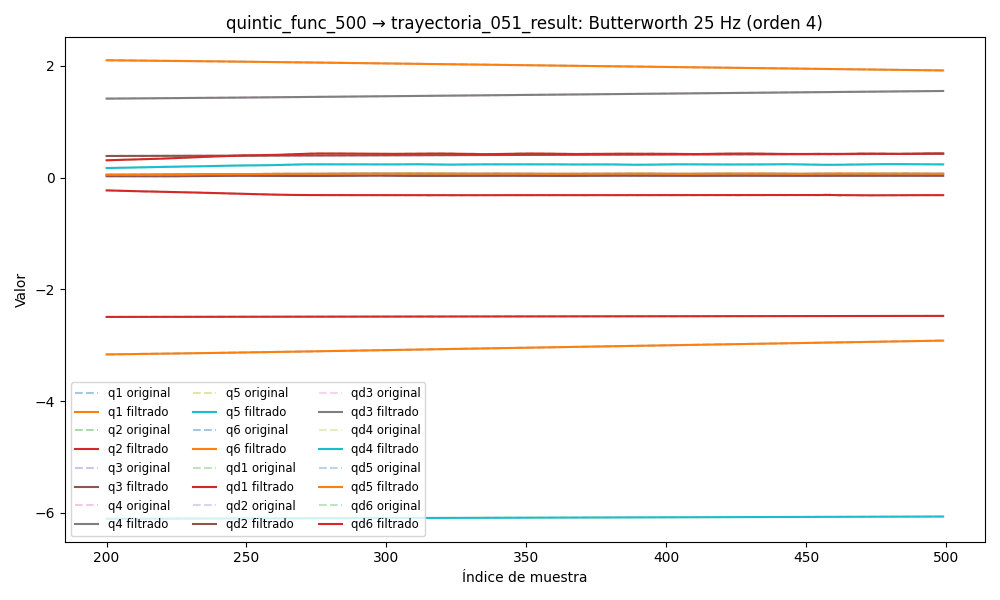 quintic_func_500 → trayectoria_051_result: Butterworth 25 Hz (orden 4)
Valor
2
0
−2
−4
−6
q1 original
q1 filtrado
q2 original
q2 filtrado
q3 original
q3 filtrado
q4 original
q4 filtrado
q5 original
q5 filtrado
q6 original
q6 filtrado
qd1 original
qd1 filtrado
qd2 original
qd2 filtrado
qd3 original
qd3 filtrado
qd4 original
qd4 filtrado
qd5 original
qd5 filtrado
qd6 original
qd6 filtrado
200 250 300 350 400 450 500
Índice de muestra